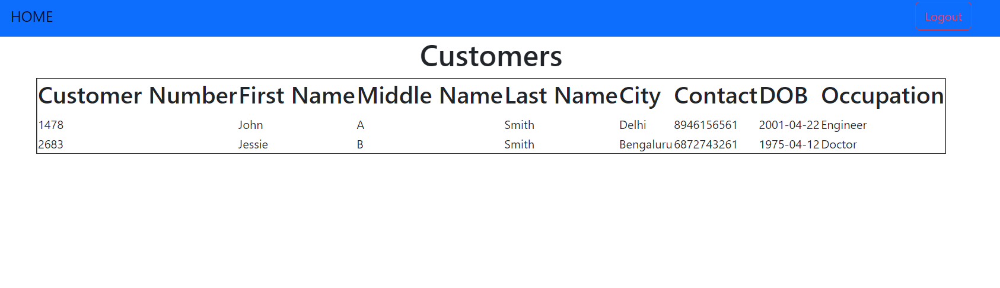 HOME Logout
Customers
Customer Number First Name Middle Name Last Name City Contact DOB Occupation
1478 John A Smith Delhi 8946156561 2001-04-22 Engineer
2683 Jessie B Smith Bengaluru 6872743261 1975-04-12 Doctor